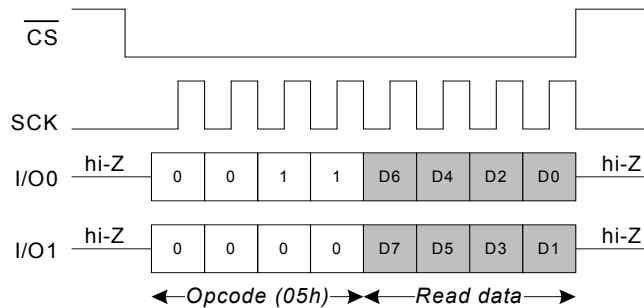 CS
SCK
hi-Z hi-Z
I/O0 0 0 1 1 D6 D4 D2 D0
hi-Z hi-Z
I/O1 0 0 0 0 D7 D5 D3 D1
Opcode (05h) Read data